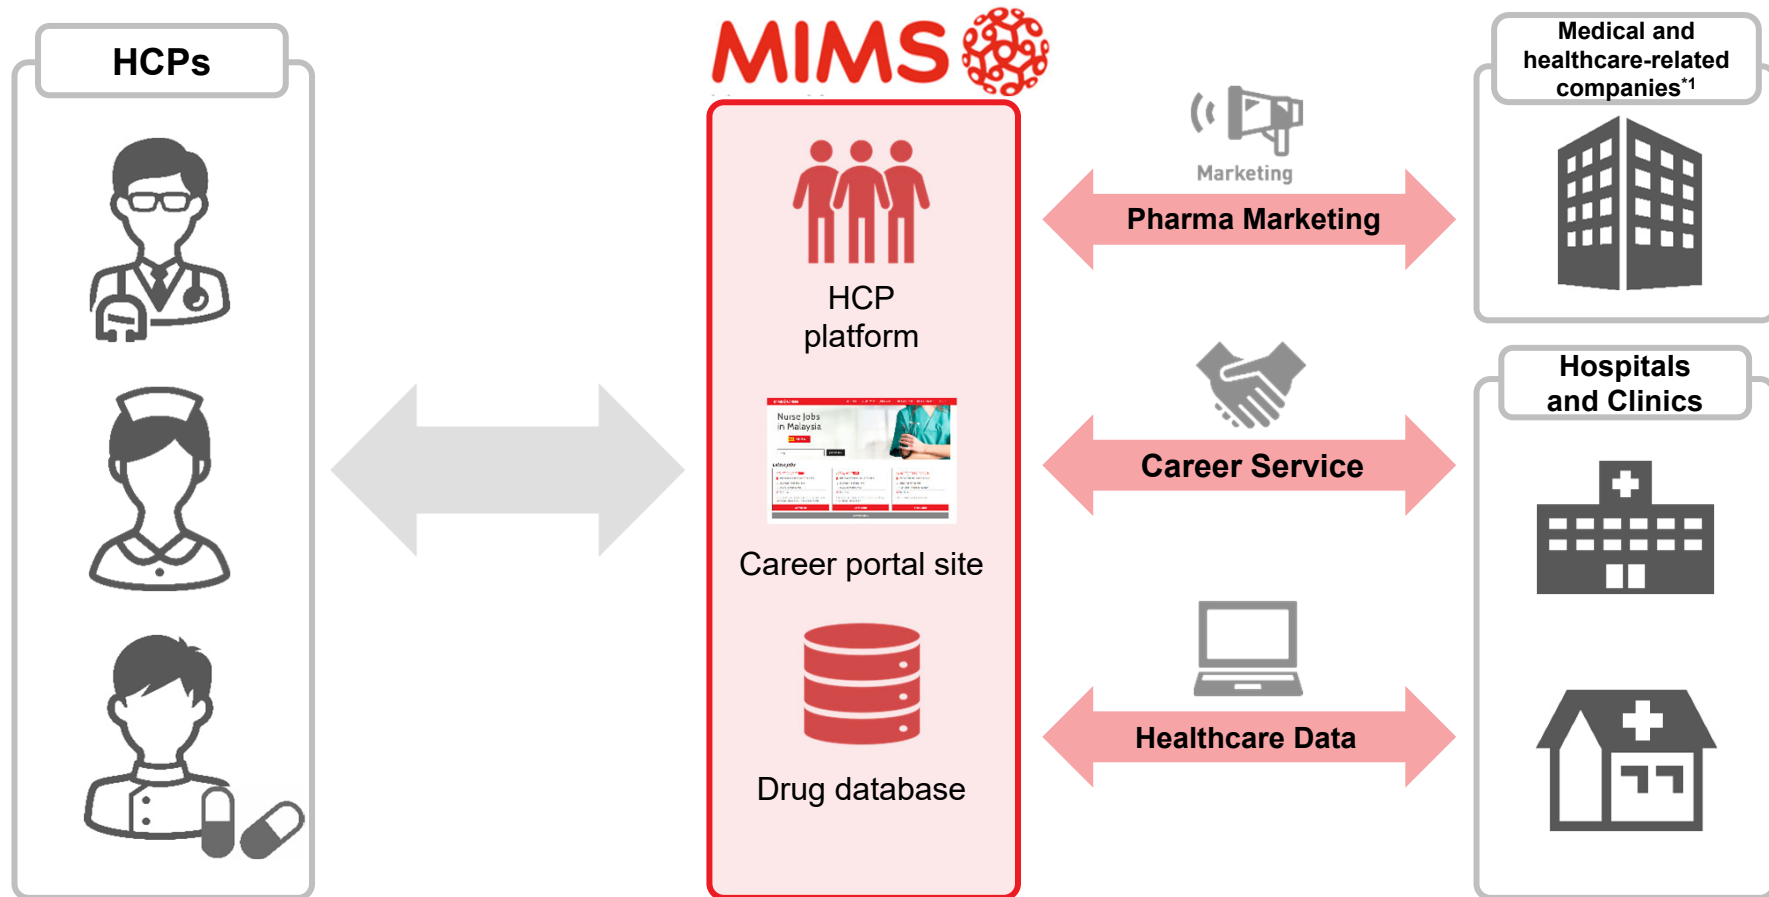 HCPs
MIMS
HCP
platform
Nurse Jobs
in Malaysia
Career portal site
Drug database
Marketing
Pharma Marketing
Career Service
Healthcare Data
Medical and
healthcare-related
companies*1
Hospitals
and Clinics